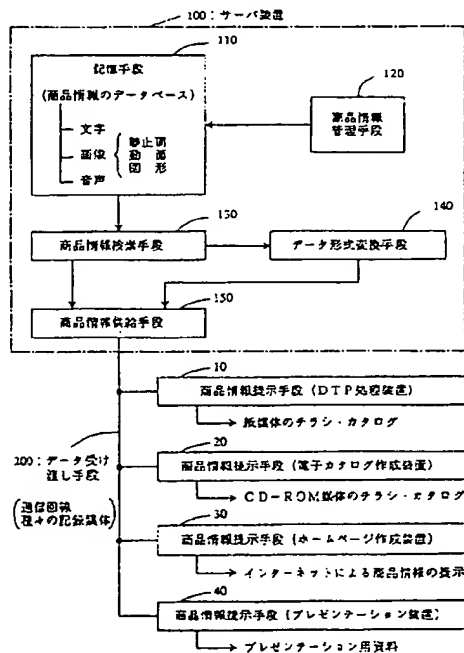 100：サーバ装置
110
記憶手段
(商品情報のデータベース)
文字
画像
静止画
動画
図形
音声
120
商品情報
管理手段
130
商品情報検索手段
140
データ形式変換手段
150
商品情報供給手段
10
商品情報提示手段（DTP処理装置）
紙媒体のチラシ・カタログ
200：データ受け
渡し手段
(通信回線
種々の記録媒体)
20
商品情報提示手段（電子カタログ作成装置）
CD－ROM媒体のチラシ・カタログ
30
商品情報提示手段（ホームページ作成装置）
インターネットによる商品情報の提示
40
商品情報提示手段（プレゼンテーション装置）
プレゼンテーション用資料